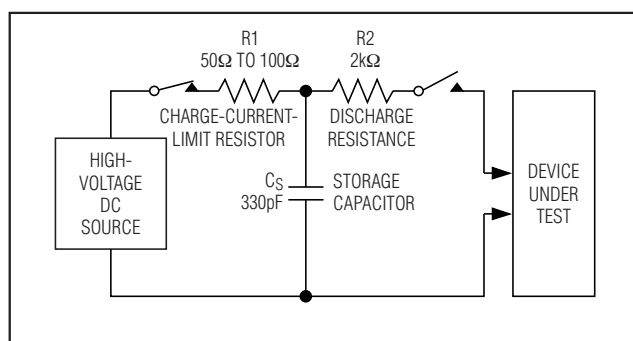 R1
50Ω TO 100Ω
CHARGE-CURRENT-
LIMIT RESISTOR
R2
2kΩ
DISCHARGE
RESISTANCE
HIGH-
VOLTAGE
DC
SOURCE
CS
330pF
STORAGE
CAPACITOR
DEVICE
UNDER
TEST